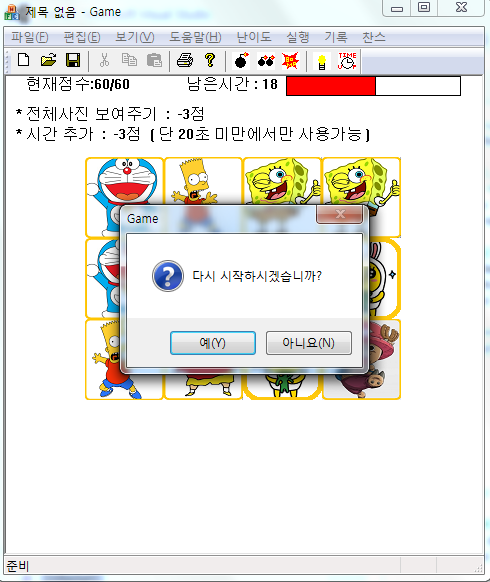 제목 없음 - Game
파일(F) 편집(E) 보기(V) 도움말(H) 난이도 실행 기록 찬스
TIME
현재점수:60/60 남은시간 : 18
* 전체사진 보여주기 : -3점
* 시간 추가 : -3점 ( 단 20초 미만에서만 사용가능 )
Game
다시 시작하시겠습니까?
예(Y) 아니요(N)
준비